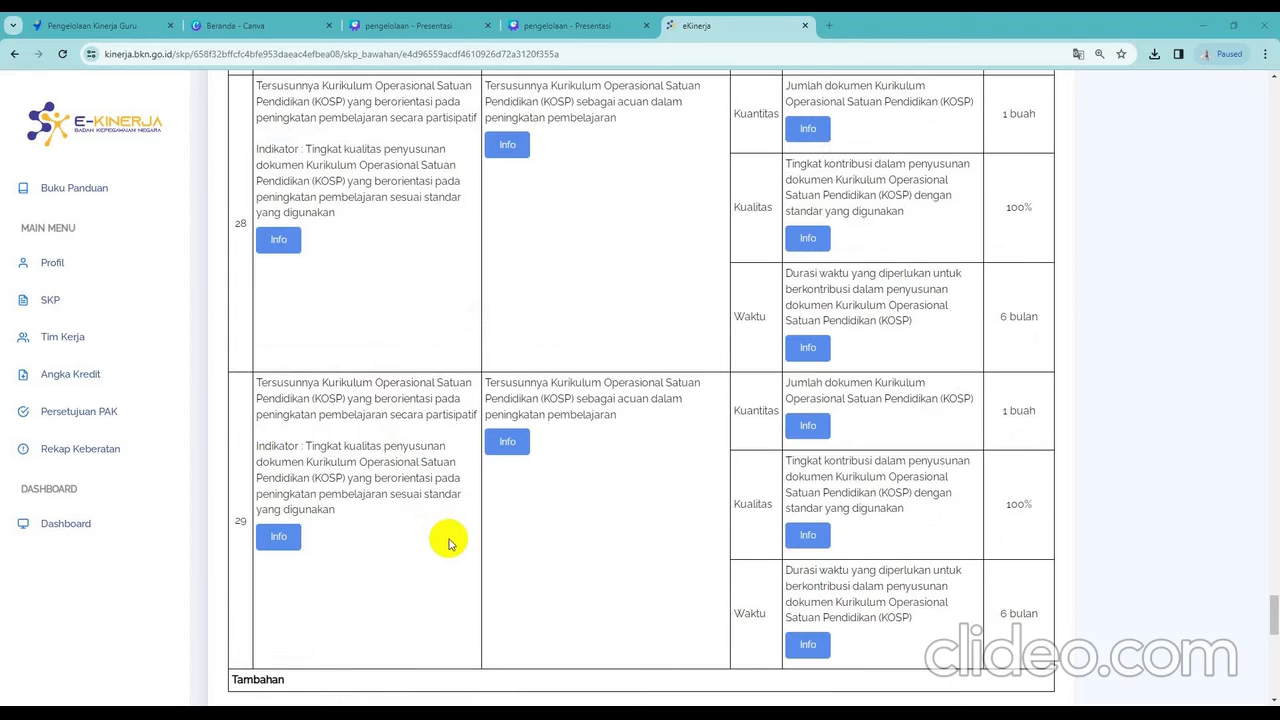 Pengelolaan Kinerja Guru
Beranda - Canva
pengelolaan - Presentasi
pengelolaan - Presentasi
eKinerja
kinerja.bkn.go.id/skp/658f32bffcfc4bfe953daeac4efbea08/skp_bawahan/e4d96559acdf4610926d72a3120f355a
Paused
E-KINERJA
BADAN KEPEGAWAIAN NEGARA
Buku Panduan
MAIN MENU
Profil
SKP
Tim Kerja
Angka Kredit
Persetujuan PAK
Rekap Keberatan
DASHBOARD
Dashboard
28
Tersusunnya Kurikulum Operasional Satuan
Pendidikan (KOSP) yang berorientasi pada
peningkatan pembelajaran secara partisipatif
Indikator : Tingkat kualitas penyusunan
dokumen Kurikulum Operasional Satuan
Pendidikan (KOSP) yang berorientasi pada
peningkatan pembelajaran sesuai standar
yang digunakan
Info
Tersusunnya Kurikulum Operasional Satuan
Pendidikan (KOSP) sebagai acuan dalam
peningkatan pembelajaran
Info
Kuantitas
Jumlah dokumen Kurikulum
Operasional Satuan Pendidikan (KOSP)
Info
1 buah
Kualitas
Tingkat kontribusi dalam penyusunan
dokumen Kurikulum Operasional
Satuan Pendidikan (KOSP) dengan
standar yang digunakan
Info
100%
Waktu
Durasi waktu yang diperlukan untuk
berkontribusi dalam penyusunan
dokumen Kurikulum Operasional
Satuan Pendidikan (KOSP)
Info
6 bulan
29
Tersusunnya Kurikulum Operasional Satuan
Pendidikan (KOSP) yang berorientasi pada
peningkatan pembelajaran secara partisipatif
Indikator : Tingkat kualitas penyusunan
dokumen Kurikulum Operasional Satuan
Pendidikan (KOSP) yang berorientasi pada
peningkatan pembelajaran sesuai standar
yang digunakan
Info
Tersusunnya Kurikulum Operasional Satuan
Pendidikan (KOSP) sebagai acuan dalam
peningkatan pembelajaran
Info
Kuantitas
Jumlah dokumen Kurikulum
Operasional Satuan Pendidikan (KOSP)
Info
1 buah
Kualitas
Tingkat kontribusi dalam penyusunan
dokumen Kurikulum Operasional
Satuan Pendidikan (KOSP) dengan
standar yang digunakan
Info
100%
Waktu
Durasi waktu yang diperlukan untuk
berkontribusi dalam penyusunan
dokumen Kurikulum Operasional
Satuan Pendidikan (KOSP)
Info
6 bulan
Tambahan
clideo.com